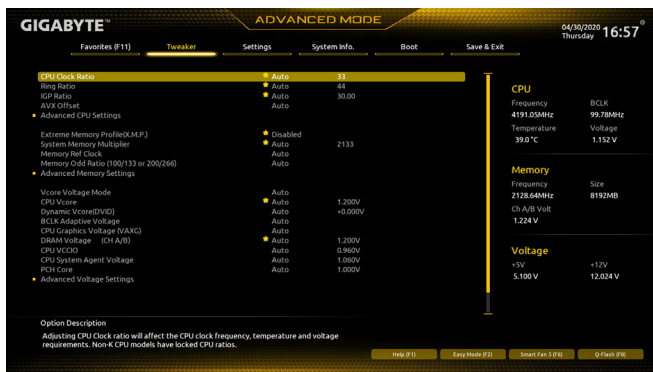 GIGABYTE™
ADVANCED MODE
04/30/2020
Thursday
16:57
Favorites (F11) Tweaker Settings System Info. Boot Save & Exit
CPU Clock Ratio Auto 33
Ring Ratio Auto 44
IGP Ratio Auto 30.00
AVX Offset Auto
Advanced CPU Settings
Extreme Memory Profile(X.M.P.) Disabled
System Memory Multiplier Auto 2133
Memory Ref Clock Auto
Memory Odd Ratio (100/133 or 200/266) Auto
Advanced Memory Settings
Vcore Voltage Mode Auto
CPU Vcore Auto 1.200V
Dynamic Vcore(DVID) Auto +0.000V
BCLK Adaptive Voltage Auto
CPU Graphics Voltage (VAXG) Auto
DRAM Voltage (CH A/B) Auto 1.200V
CPU VCCIO Auto 0.960V
CPU System Agent Voltage Auto 1.060V
PCH Core Auto 1.000V
Advanced Voltage Settings
CPU
Frequency BCLK
4191.05MHz 99.78MHz
Temperature Voltage
39.0 °C 1.152 V
Memory
Frequency Size
2128.64MHz 8192MB
Ch A/B Volt
1.224 V
Voltage
+5V +12V
5.100 V 12.024 V
Option Description
Adjusting CPU Clock ratio will affect the CPU clock frequency, temperature and voltage
requirements. Non-K CPU models have locked CPU ratios.
Help (F1) Easy Mode (F2) Smart Fan 5 (F6) Q-Flash (F8)